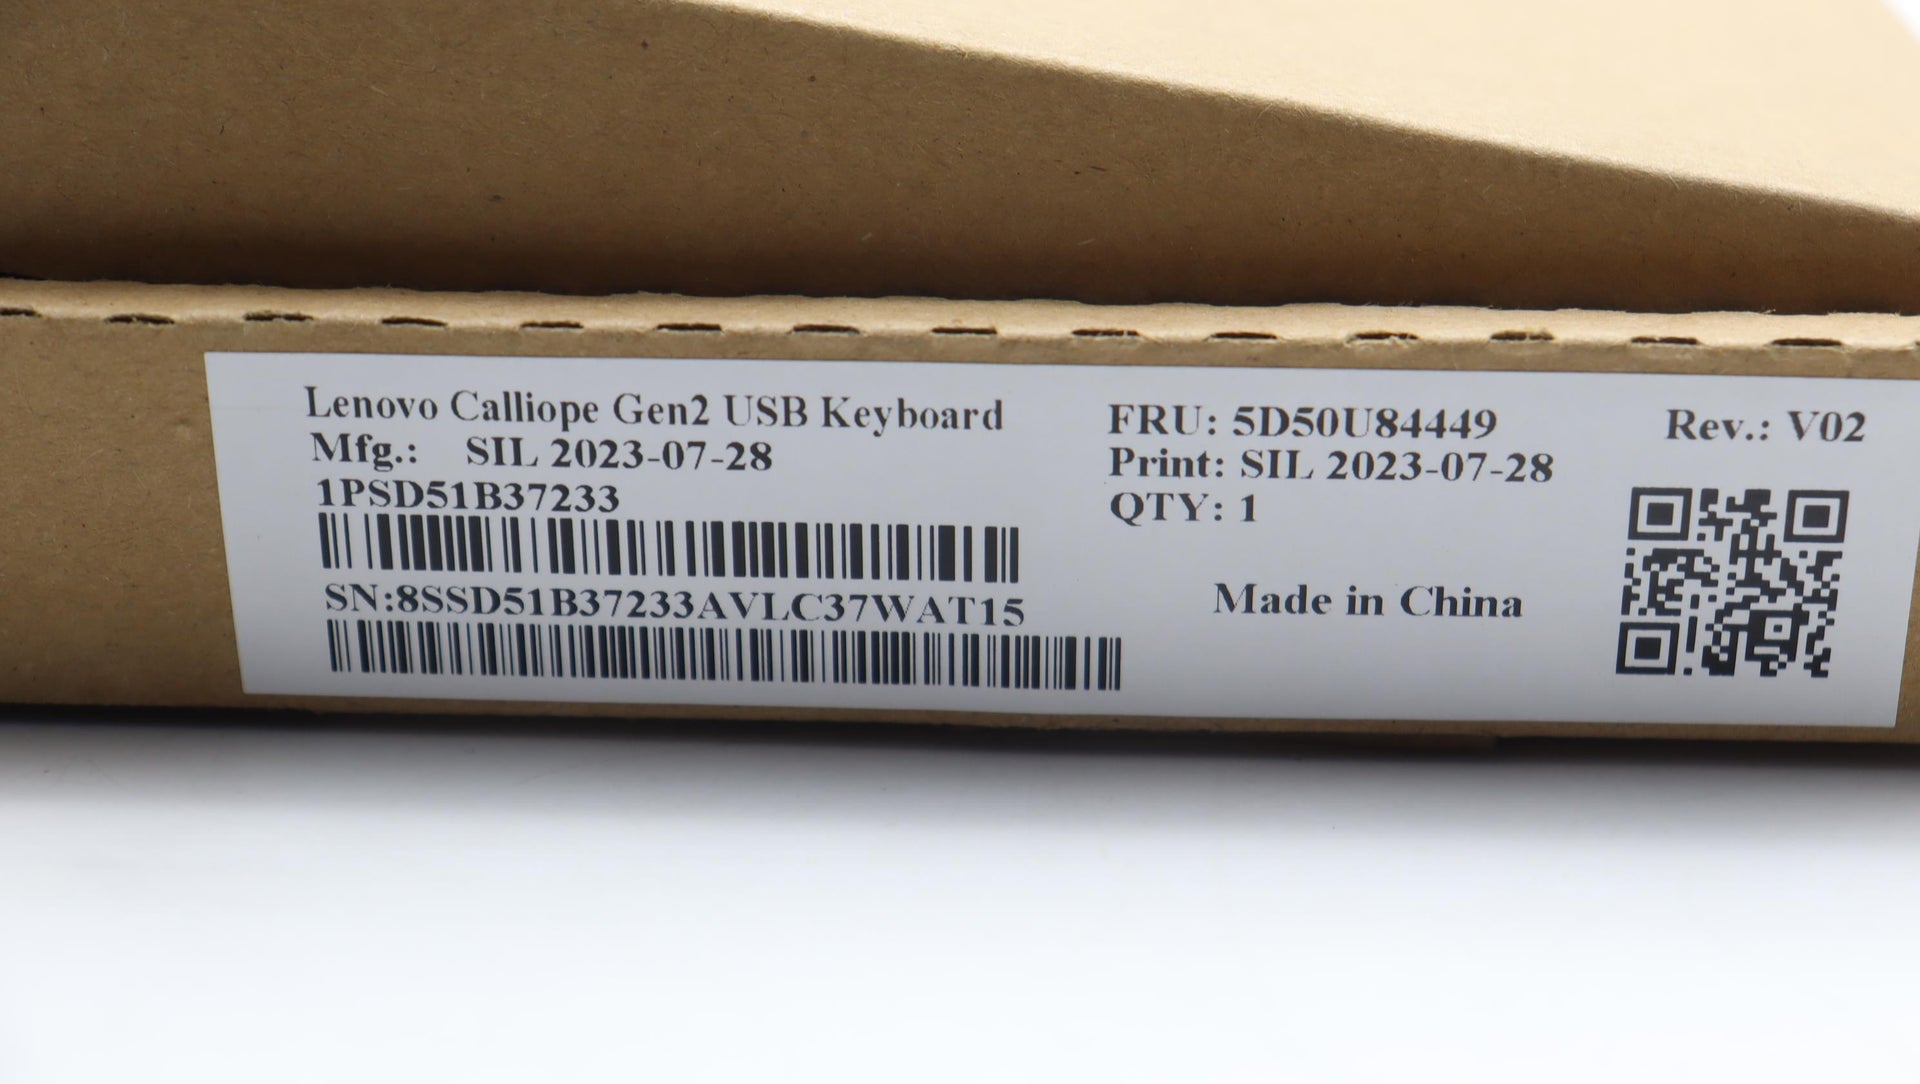 Lenovo Calliope Gen2 USB Keyboard
Mfg.: SIL 2023-07-28
1PSD51B37233
SN:8SSD51B37233AVLC37WAT15
FRU: 5D50U84449
Print: SIL 2023-07-28
QTY: 1
Made in China
Rev.: V02